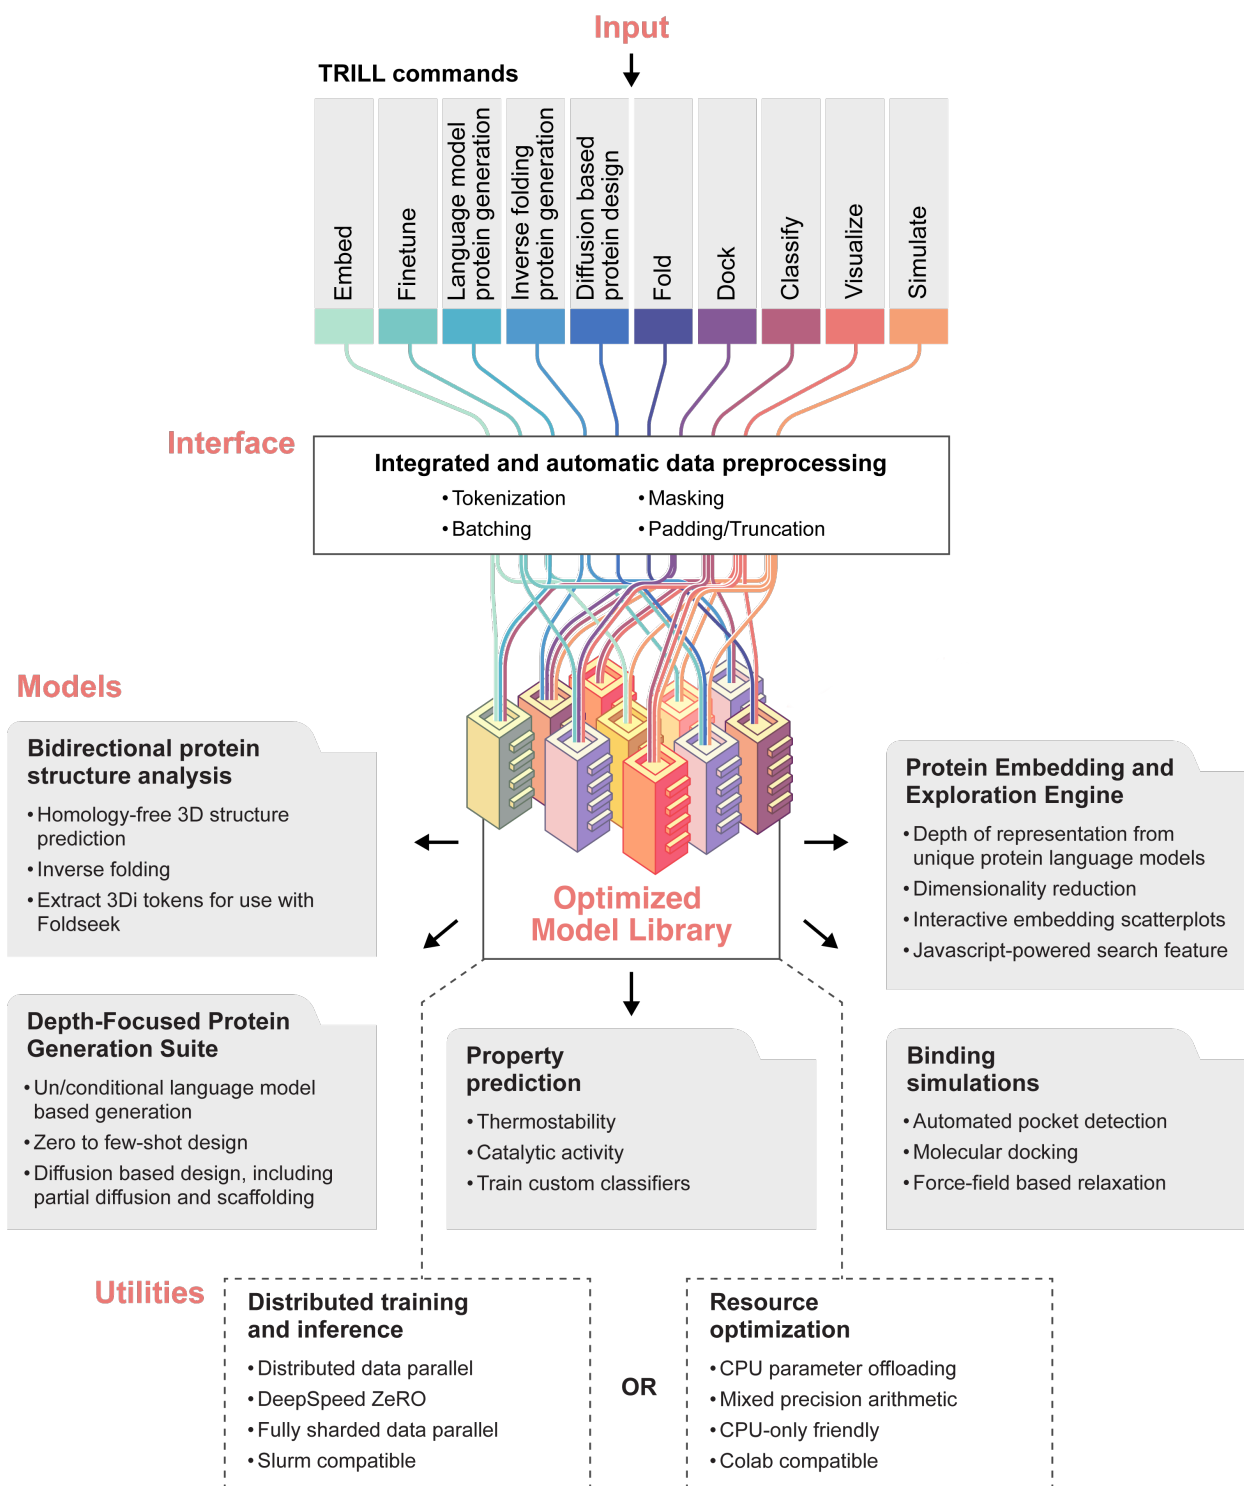 Input
TRILL commands
Embed
Finetune
Language model
protein generation
Inverse folding
protein generation
Diffusion based
protein design
Fold
Dock
Classify
Visualize
Simulate
Interface
Integrated and automatic data preprocessing
• Tokenization
• Masking
• Batching
• Padding/Truncation
Models
Bidirectional protein
structure analysis
• Homology-free 3D structure
prediction
• Inverse folding
• Extract 3Di tokens for use with
Foldseek
Protein Embedding and
Exploration Engine
• Depth of representation from
unique protein language models
• Dimensionality reduction
• Interactive embedding scatterplots
• Javascript-powered search feature
Optimized
Model Library
Depth-Focused Protein
Generation Suite
• Un/conditional language model
based generation
• Zero to few-shot design
• Diffusion based design, including
partial diffusion and scaffolding
Property
prediction
• Thermostability
• Catalytic activity
• Train custom classifiers
Binding
simulations
• Automated pocket detection
• Molecular docking
• Force-field based relaxation
Utilities
Distributed training
and inference
• Distributed data parallel
• DeepSpeed ZeRO
• Fully sharded data parallel
• Slurm compatible
OR
Resource
optimization
• CPU parameter offloading
• Mixed precision arithmetic
• CPU-only friendly
• Colab compatible